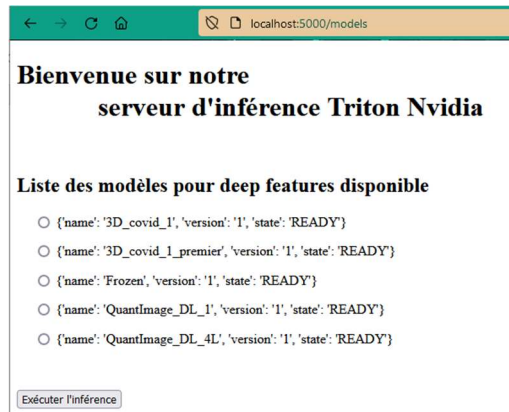 localhost:5000/models
Bienvenue sur notre
serveur d'inférence Triton Nvidia
Liste des modèles pour deep features disponible
{'name': '3D_covid_1', 'version': '1', 'state': 'READY'}
{'name': '3D_covid_1_premier', 'version': '1', 'state': 'READY'}
{'name': 'Frozen', 'version': '1', 'state': 'READY'}
{'name': 'QuantImage_DL_1', 'version': '1', 'state': 'READY'}
{'name': 'QuantImage_DL_4L', 'version': '1', 'state': 'READY'}
Exécuter l'inférence